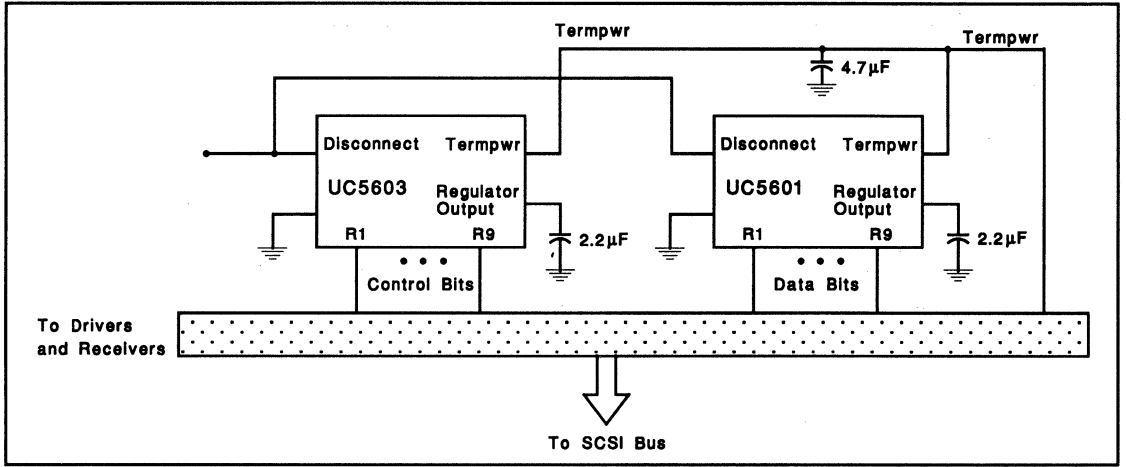 Termpwr
Termpwr
4.7µF
Disconnect Termpwr
UC5603
Regulator
Output
R1 R9
2.2µF
Control Bits
Disconnect Termpwr
UC5601
Regulator
Output
R1 R9
2.2µF
Data Bits
To Drivers
and Receivers
To SCSI Bus